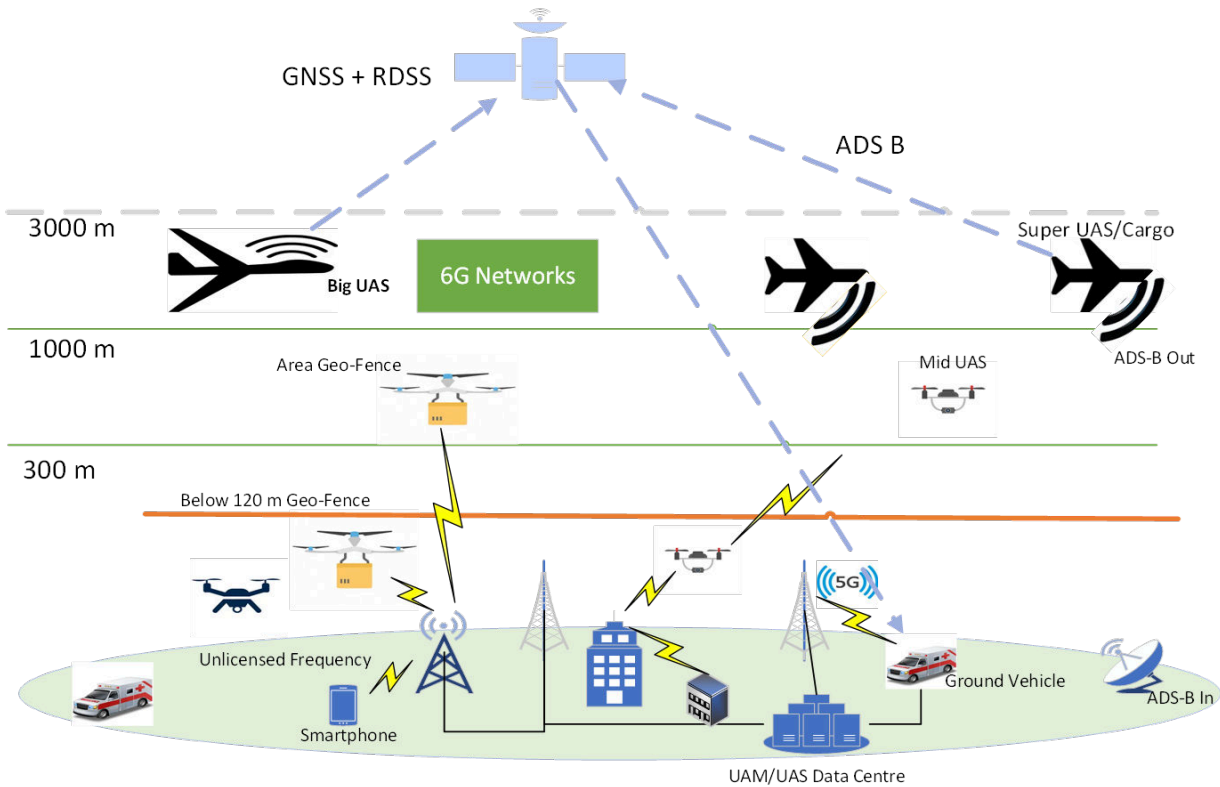 GNSS + RDSS
ADS B
3000 m
Super UAS/Cargo
Big UAS
6G Networks
1000 m
ADS-B Out
Area Geo-Fence
Mid UAS
300 m
Below 120 m Geo-Fence
5G
Unlicensed Frequency
Ground Vehicle
ADS-B In
Smartphone
UAM/UAS Data Centre